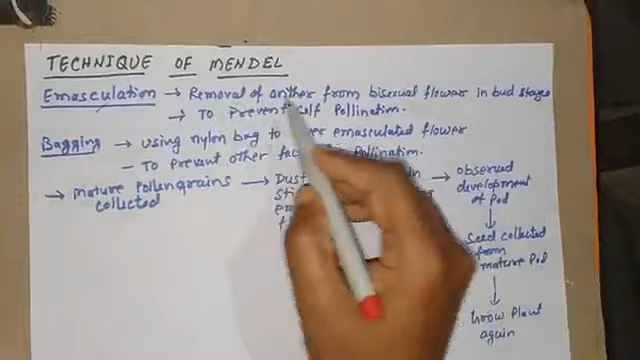 TECHNIQUE OF MENDEL
Emasculation → Removal of anther from bisexual flower in bud stage
→ To Prevent self Pollination.
Bagging → using nylon bag to emasculated flower
- To prevent other Pollination.
→ mature Pollengrains collected → Dust
→ observed
development
of Pod
↓
Seed collected
from
mature Pod
↓
Grow Plant
again